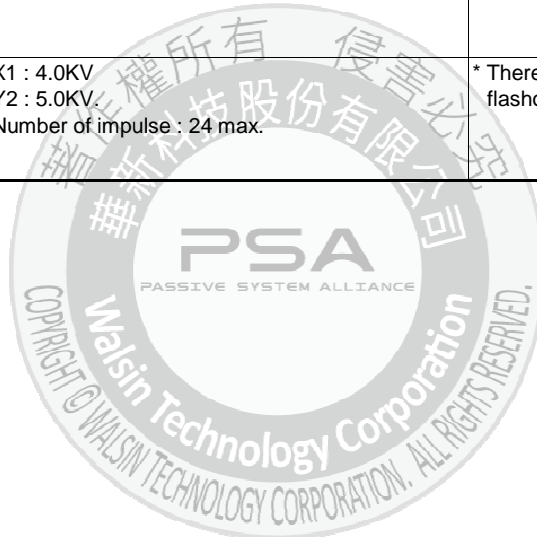 X1 : 4.0KV
Y2 : 5.0KV.
Number of impulse : 24 max.
* There
著作權所有 侵害必究
華新科技股份有限公司
PSA
PASSIVE SYSTEM ALLIANCE
Walsin Technology Corporation
COPYRIGHT © WALSIN TECHNOLOGY CORPORATION. ALL RIGHTS RESERVED.